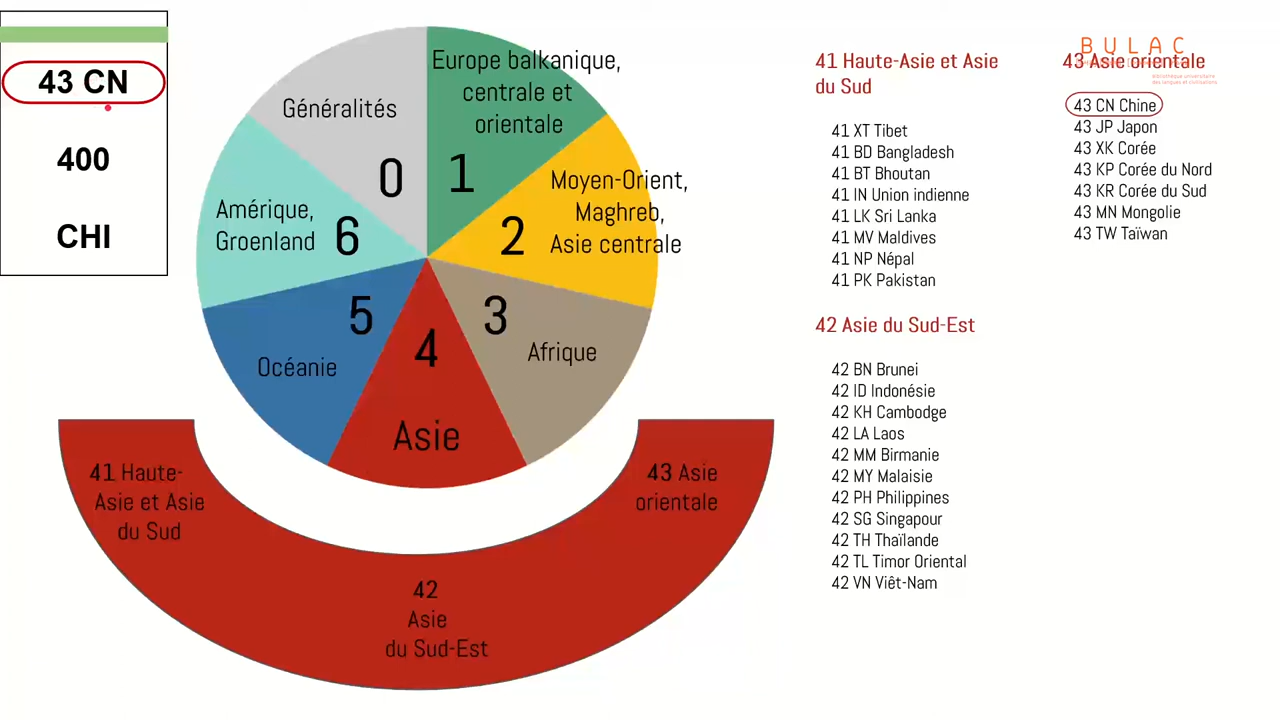 43 CN
400
CHI
Généralités
0
Europe balkanique,
centrale et
orientale
1
Moyen-Orient,
Maghreb,
Asie centrale
2
Afrique
3
4
Asie
5
Océanie
Amérique,
Groenland
6
41 Haute-
Asie et Asie
du Sud
42
Asie
du Sud-Est
43 Asie
orientale
41 Haute-Asie et Asie
du Sud
41 XT Tibet
41 BD Bangladesh
41 BT Bhoutan
41 IN Union indienne
41 LK Sri Lanka
41 MV Maldives
41 NP Népal
41 PK Pakistan
42 Asie du Sud-Est
42 BN Brunei
42 ID Indonésie
42 KH Cambodge
42 LA Laos
42 MM Birmanie
42 MY Malaisie
42 PH Philippines
42 SG Singapour
42 TH Thaïlande
42 TL Timor Oriental
42 VN Viêt-Nam
BULAC
43 Asie orientale
Bibliothèque universitaire
des langues et civilisations
43 CN Chine
43 JP Japon
43 XK Corée
43 KP Corée du Nord
43 KR Corée du Sud
43 MN Mongolie
43 TW Taïwan